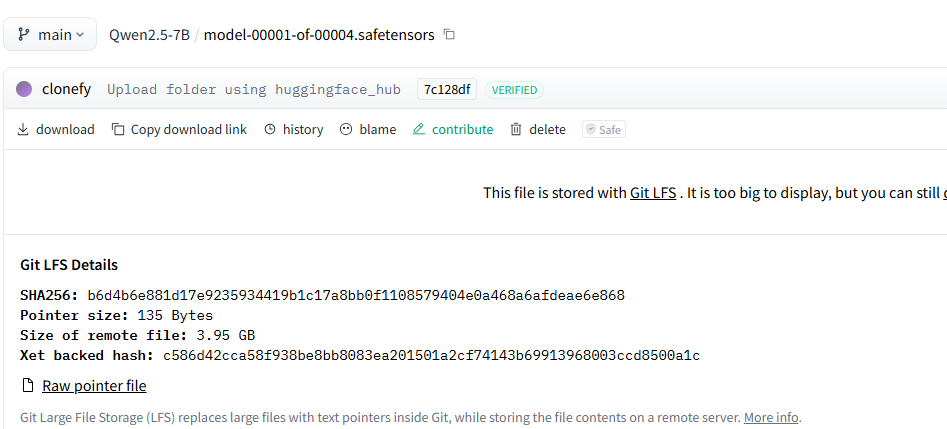 main Qwen2.5-7B / model-00001-of-00004.safetensors
clonefy Upload folder using huggingface_hub 7c128df VERIFIED
download Copy download link history blame contribute delete Safe
This file is stored with Git LFS . It is too big to display, but you can still
Git LFS Details
SHA256: b6d4b6e881d17e9235934419b1c17a8bb0f1108579404e0a468a6afdeae6e868
Pointer size: 135 Bytes
Size of remote file: 3.95 GB
Xet backed hash: c586d42cca58f938be8bb8083ea201501a2cf74143b69913968003ccd8500a1c
Raw pointer file
Git Large File Storage (LFS) replaces large files with text pointers inside Git, while storing the file contents on a remote server. More info.